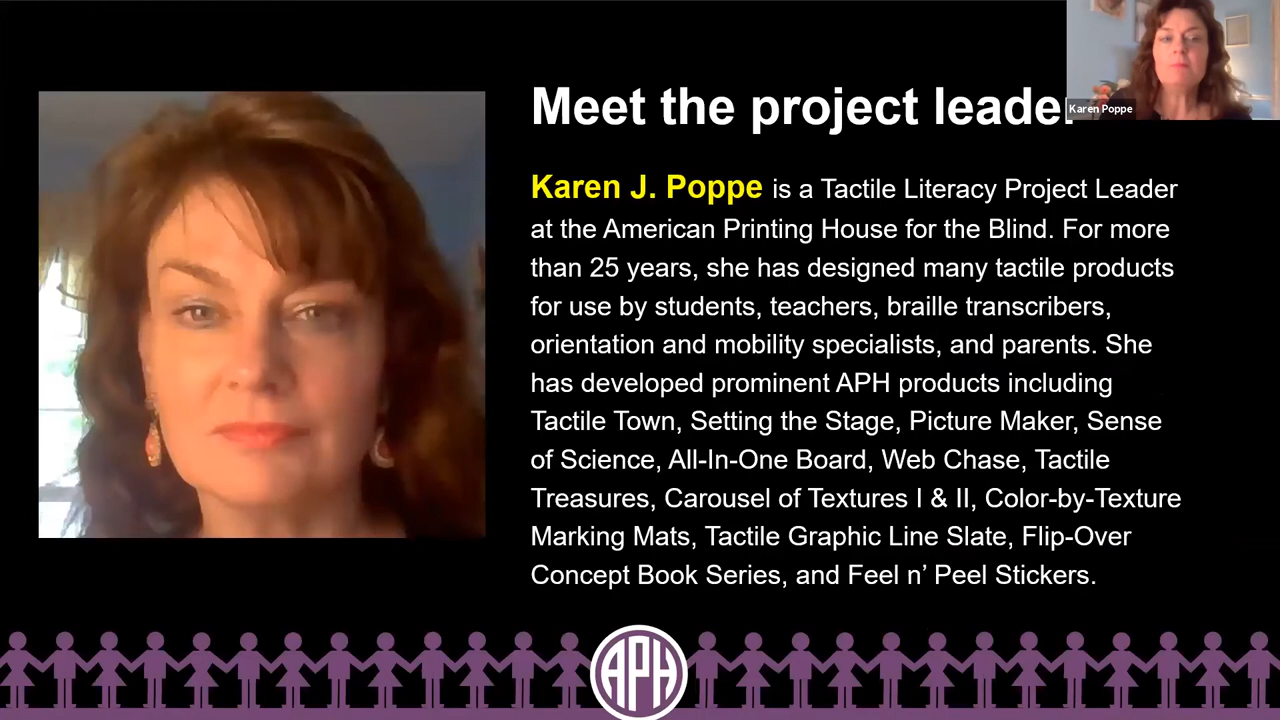 Meet the project leader
Karen Poppe
Karen J. Poppe is a Tactile Literacy Project Leader
at the American Printing House for the Blind. For more
than 25 years, she has designed many tactile products
for use by students, teachers, braille transcribers,
orientation and mobility specialists, and parents. She
has developed prominent APH products including
Tactile Town, Setting the Stage, Picture Maker, Sense
of Science, All-In-One Board, Web Chase, Tactile
Treasures, Carousel of Textures I & II, Color-by-Texture
Marking Mats, Tactile Graphic Line Slate, Flip-Over
Concept Book Series, and Feel n’ Peel Stickers.
APH